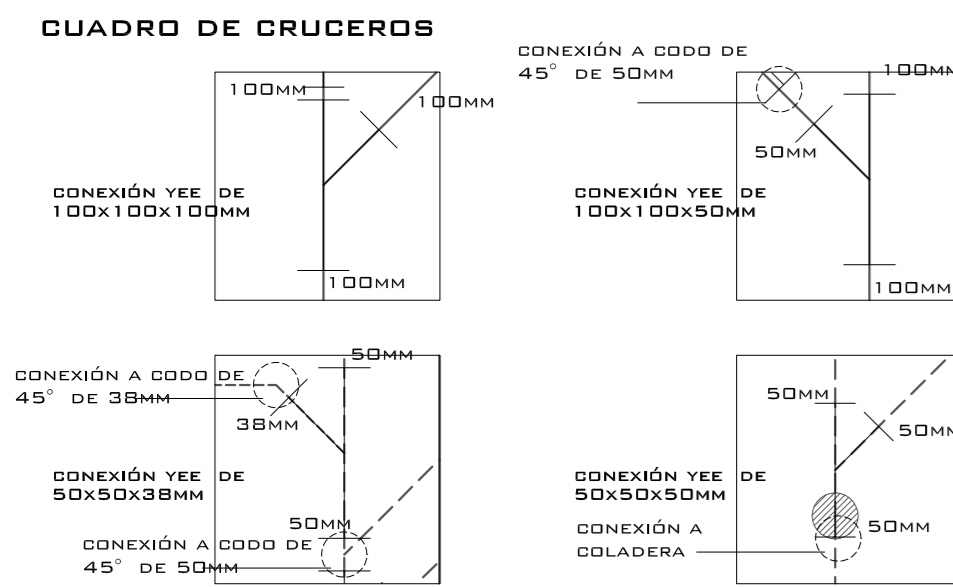 CUADRO DE CRUCEROS
100MM
100MM
CONEXIÓN YEE DE
100X100X100MM
100MM
CONEXIÓN A CODO DE
45° DE 50MM
100MM
50MM
CONEXIÓN YEE DE
100X100X50MM
100MM
50MM
CONEXIÓN A CODO DE
45° DE 38MM
38MM
CONEXIÓN YEE DE
50X50X38MM
50MM
CONEXIÓN A CODO DE
45° DE 50MM
50MM
50MM
CONEXIÓN YEE DE
50X50X50MM
50MM
CONEXIÓN A
COLADERA